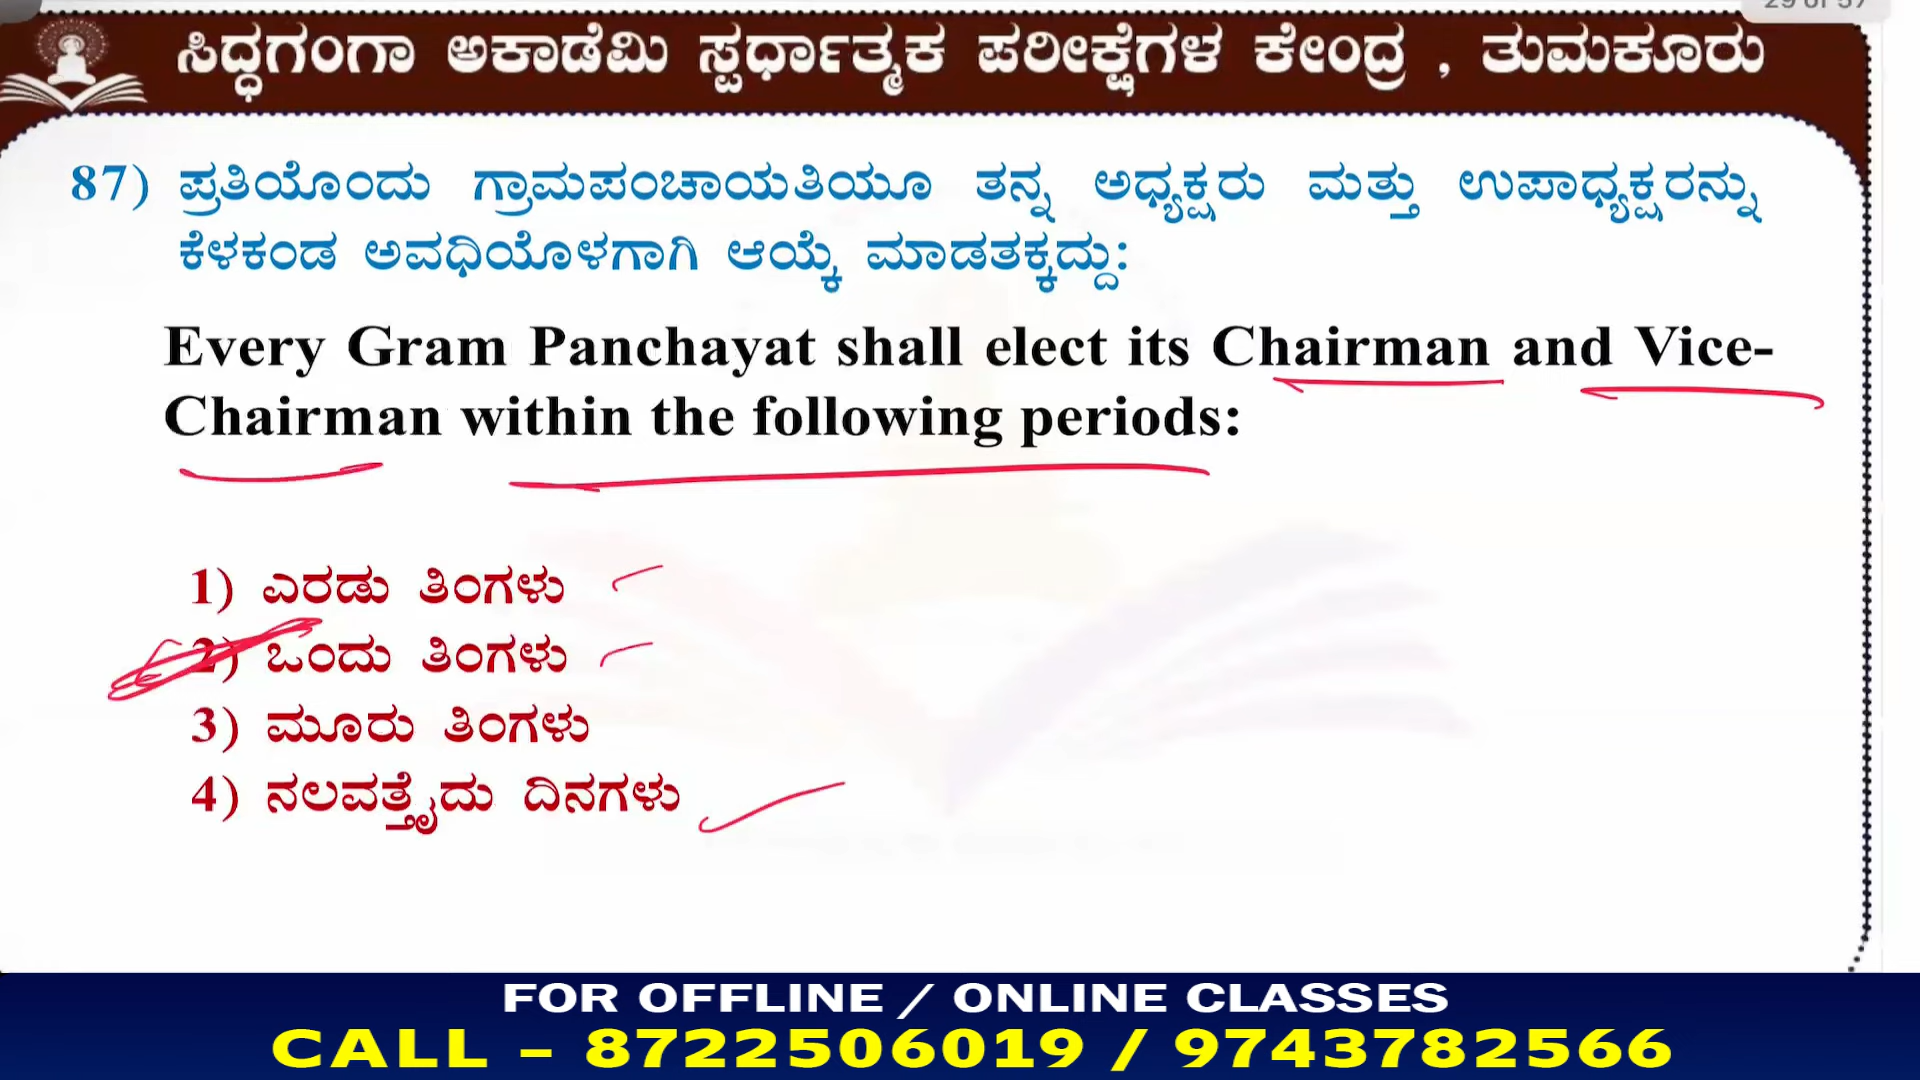 ಸಿದ್ಧಗಂಗಾ ಅಕಾಡೆಮಿ ಸ್ಪರ್ಧಾತ್ಮಕ ಪರೀಕ್ಷೆಗಳ ಕೇಂದ್ರ , ತುಮಕೂರು
87) ಪ್ರತಿಯೊಂದು ಗ್ರಾಮಪಂಚಾಯತಿಯೂ ತನ್ನ ಅಧ್ಯಕ್ಷರು ಮತ್ತು ಉಪಾಧ್ಯಕ್ಷರನ್ನು
ಕೆಳಕಂಡ ಅವಧಿಯೊಳಗಾಗಿ ಆಯ್ಕೆ ಮಾಡತಕ್ಕದ್ದು:
Every Gram Panchayat shall elect its Chairman and Vice-
Chairman within the following periods:
1) ಎರಡು ತಿಂಗಳು
2) ಒಂದು ತಿಂಗಳು
3) ಮೂರು ತಿಂಗಳು
4) ನಲವತ್ತೈದು ದಿನಗಳು
FOR OFFLINE / ONLINE CLASSES
CALL – 8722506019 / 9743782566